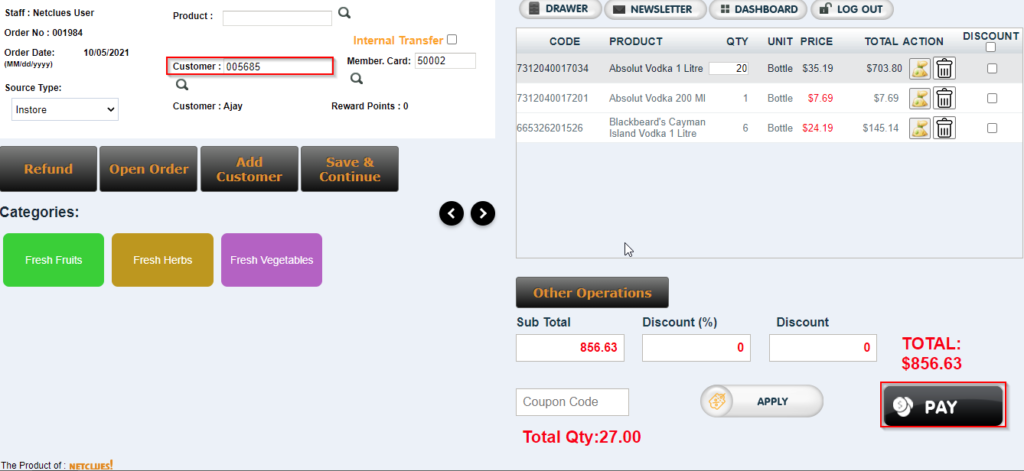 Staff : Netclues User
Order No : 001984
Order Date: 10/05/2021
(MM/dd/yyyy)
Source Type:
Instore
Product :
Internal Transfer
Customer : 005685
Member. Card: 50002
Customer : Ajay
Reward Points : 0
Refund
Open Order
Add
Customer
Save &
Continue
Categories:
Fresh Fruits
Fresh Herbs
Fresh Vegetables
The Product of : NETCLUES!
DRAWER
NEWSLETTER
DASHBOARD
LOG OUT
CODE PRODUCT QTY UNIT PRICE TOTAL ACTION DISCOUNT
7312040017034 Absolut Vodka 1 Litre 20 Bottle $35.19 $703.80
7312040017201 Absolut Vodka 200 Ml 1 Bottle $7.69 $7.69
665326201526 Blackbeard's Cayman
Island Vodka 1 Litre 6 Bottle $24.19 $145.14
Other Operations
Sub Total Discount (%) Discount
856.63 0 0
TOTAL:
$856.63
Coupon Code
APPLY
PAY
Total Qty:27.00